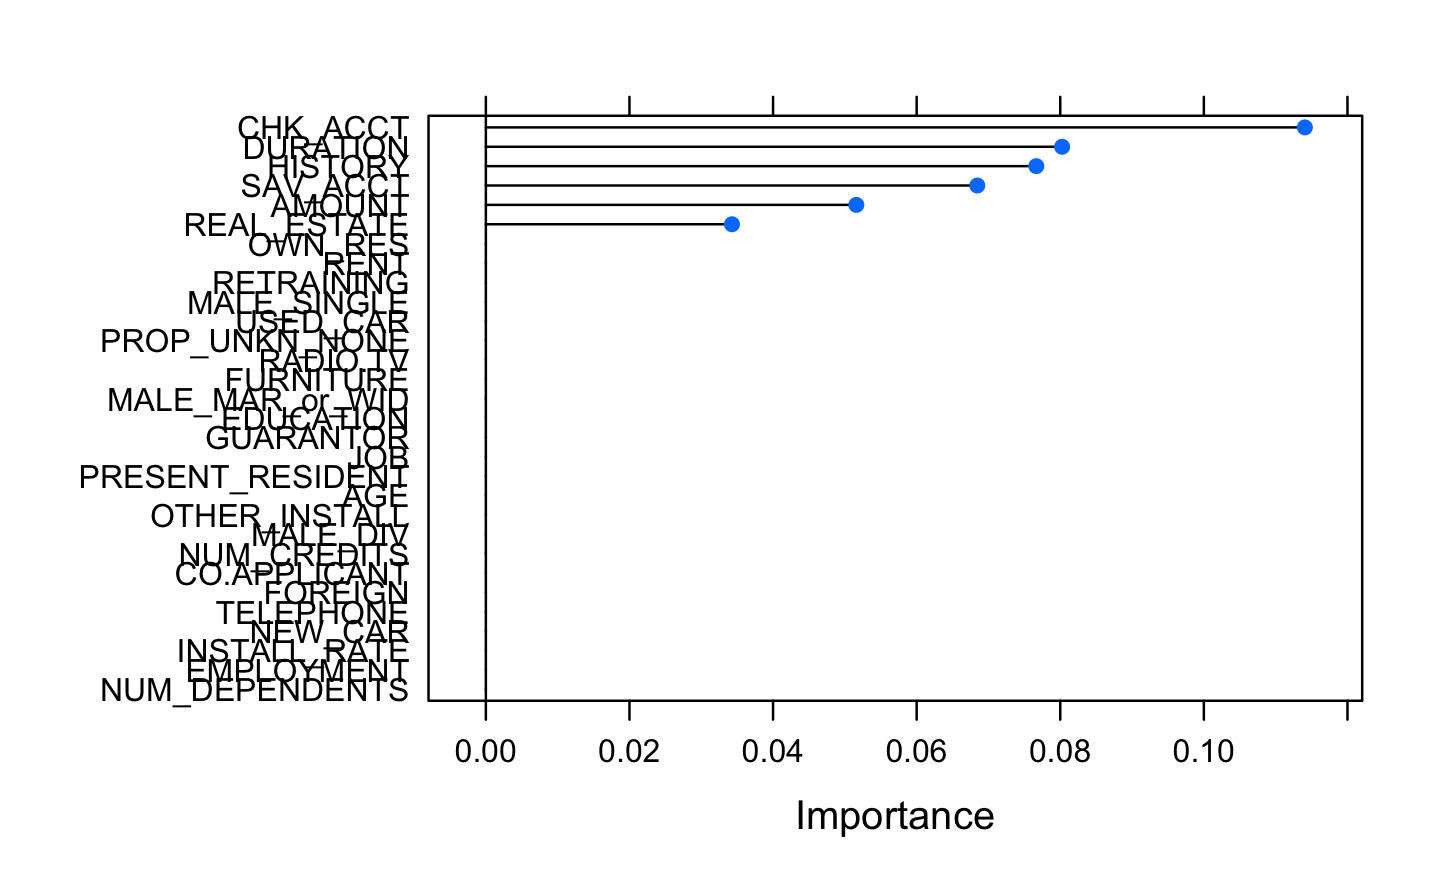 CHK_ACCT
DURATION
HISTORY
SAV_ACCT
AMOUNT
REAL_ESTATE
OWN_RES
RENT
RETRAINING
MALE_SINGLE
USED_CAR
PROP_UNKN_NONE
RADIO.TV
FURNITURE
MALE_MAR_or_WID
EDUCATION
GUARANTOR
JOB
PRESENT_RESIDENT
AGE
OTHER_INSTALL
MALE_DIV
NUM_CREDITS
CO.APPLICANT
FOREIGN
TELEPHONE
NEW_CAR
INSTALL_RATE
EMPLOYMENT
NUM_DEPENDENTS
0.00 0.02 0.04 0.06 0.08 0.10
Importance